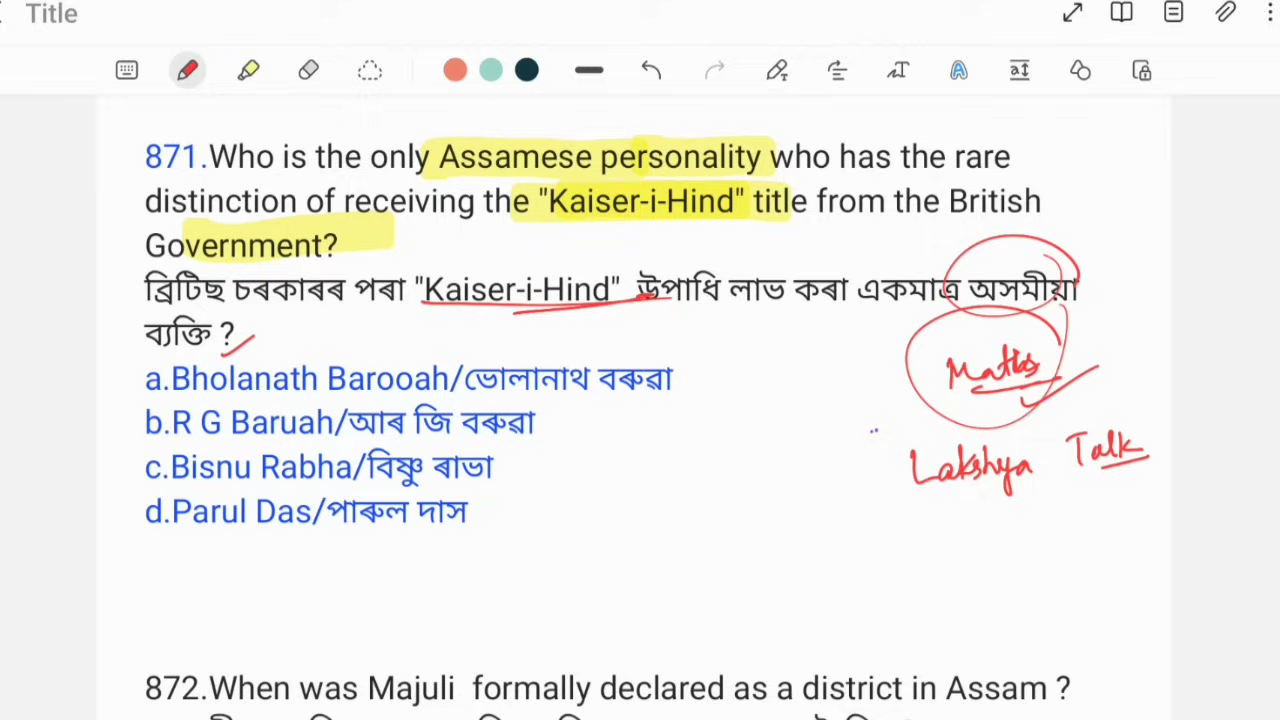 Title
871.Who is the only Assamese personality who has the rare
distinction of receiving the "Kaiser-i-Hind" title from the British
Government?
ব্ৰিটিছ চৰকাৰৰ পৰা "Kaiser-i-Hind" উপাধি লাভ কৰা একমাত্ৰ অসমীয়া
ব্যক্তি ?
a.Bholanath Barooah/ভোলানাথ বৰুৱা
b.R G Baruah/আৰ জি বৰুৱা
c.Bisnu Rabha/বিষ্ণু ৰাভা
d.Parul Das/পাৰুল দাস
Maths
Lakshya Talk
872.When was Majuli formally declared as a district in Assam ?